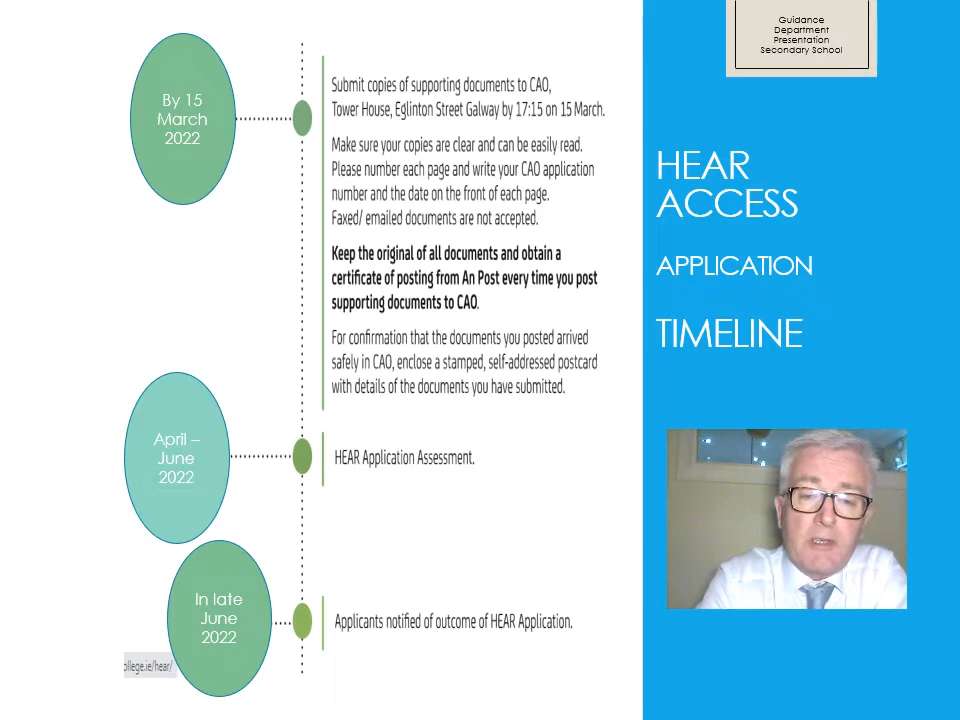 Guidance
Department
Presentation
Secondary School
HEAR
ACCESS
APPLICATION
TIMELINE
By 15
March
2022
Submit copies of supporting documents to CAO,
Tower House, Eglinton Street Galway by 17:15 on 15 March.
Make sure your copies are clear and can be easily read.
Please number each page and write your CAO application
number and the date on the front of each page.
Faxed/ emailed documents are not accepted.
Keep the original of all documents and obtain a
certificate of posting from An Post every time you post
supporting documents to CAO.
For confirmation that the documents you posted arrived
safely in CAO, enclose a stamped, self-addressed postcard
with details of the documents you have submitted.
April –
June
2022
HEAR Application Assessment.
In late
June
2022
Applicants notified of outcome of HEAR Application.
ollege.ie/hear/